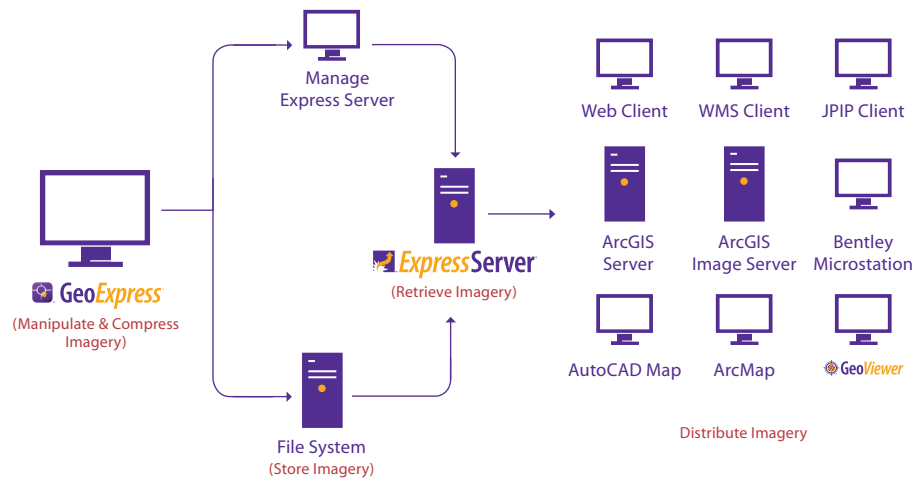 Manage
Express Server
GeoExpress
(Manipulate & Compress
Imagery)
ExpressServer
(Retrieve Imagery)
File System
(Store Imagery)
Web Client
WMS Client
JPIP Client
ArcGIS
Server
ArcGIS
Image Server
Bentley
Microstation
AutoCAD Map
ArcMap
GeoViewer
Distribute Imagery